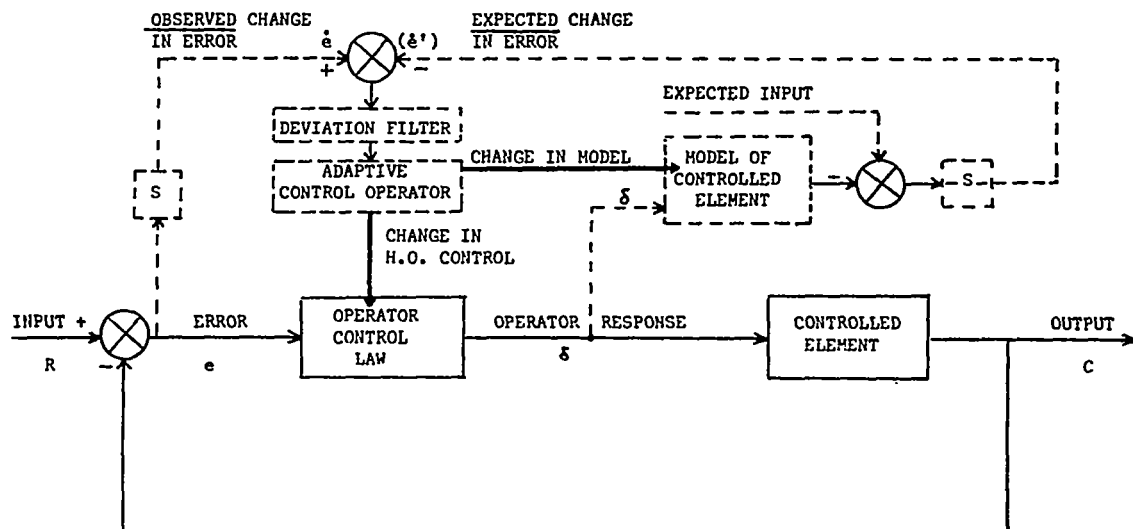 OBSERVED CHANGE
IN ERROR
EXPECTED CHANGE
IN ERROR
ė
+
(ė')
−
EXPECTED INPUT
DEVIATION FILTER
ADAPTIVE
CONTROL OPERATOR
CHANGE IN MODEL
MODEL OF
CONTROLLED
ELEMENT
−
S
S
δ
CHANGE IN
H.O. CONTROL
INPUT +
R
−
ERROR
e
OPERATOR
CONTROL
LAW
OPERATOR RESPONSE
δ
CONTROLLED
ELEMENT
OUTPUT
C